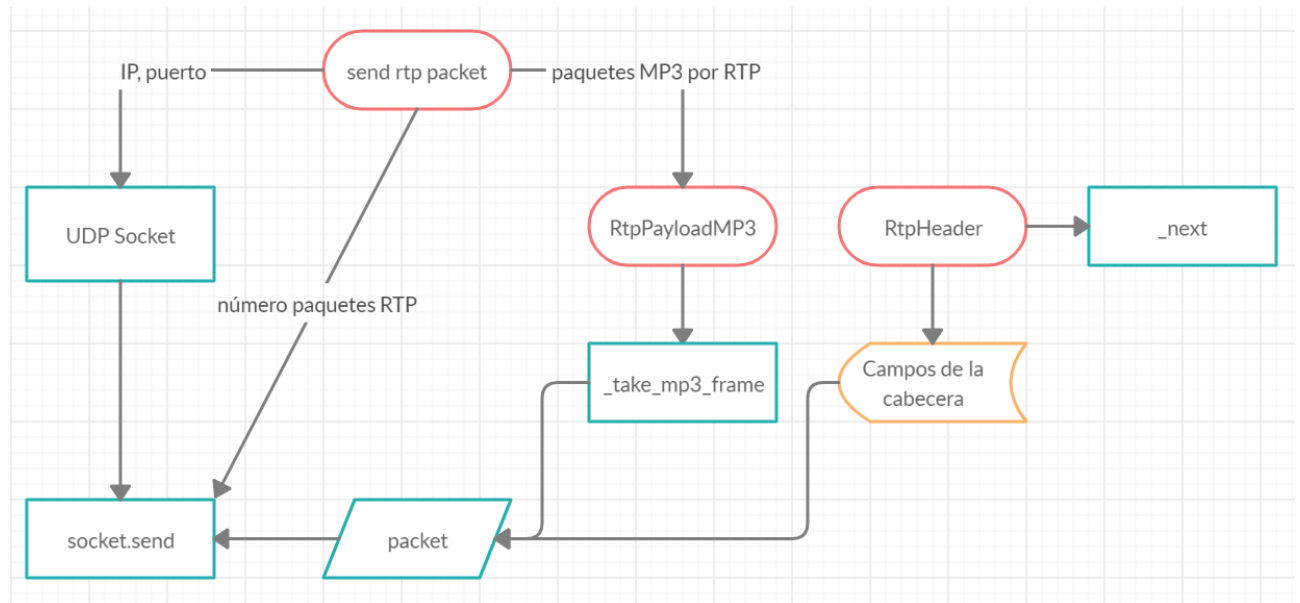 send rtp packet
IP, puerto
paquetes MP3 por RTP
UDP Socket
RtpPayloadMP3
RtpHeader
_next
número paquetes RTP
_take_mp3_frame
Campos de la
cabecera
socket.send
packet